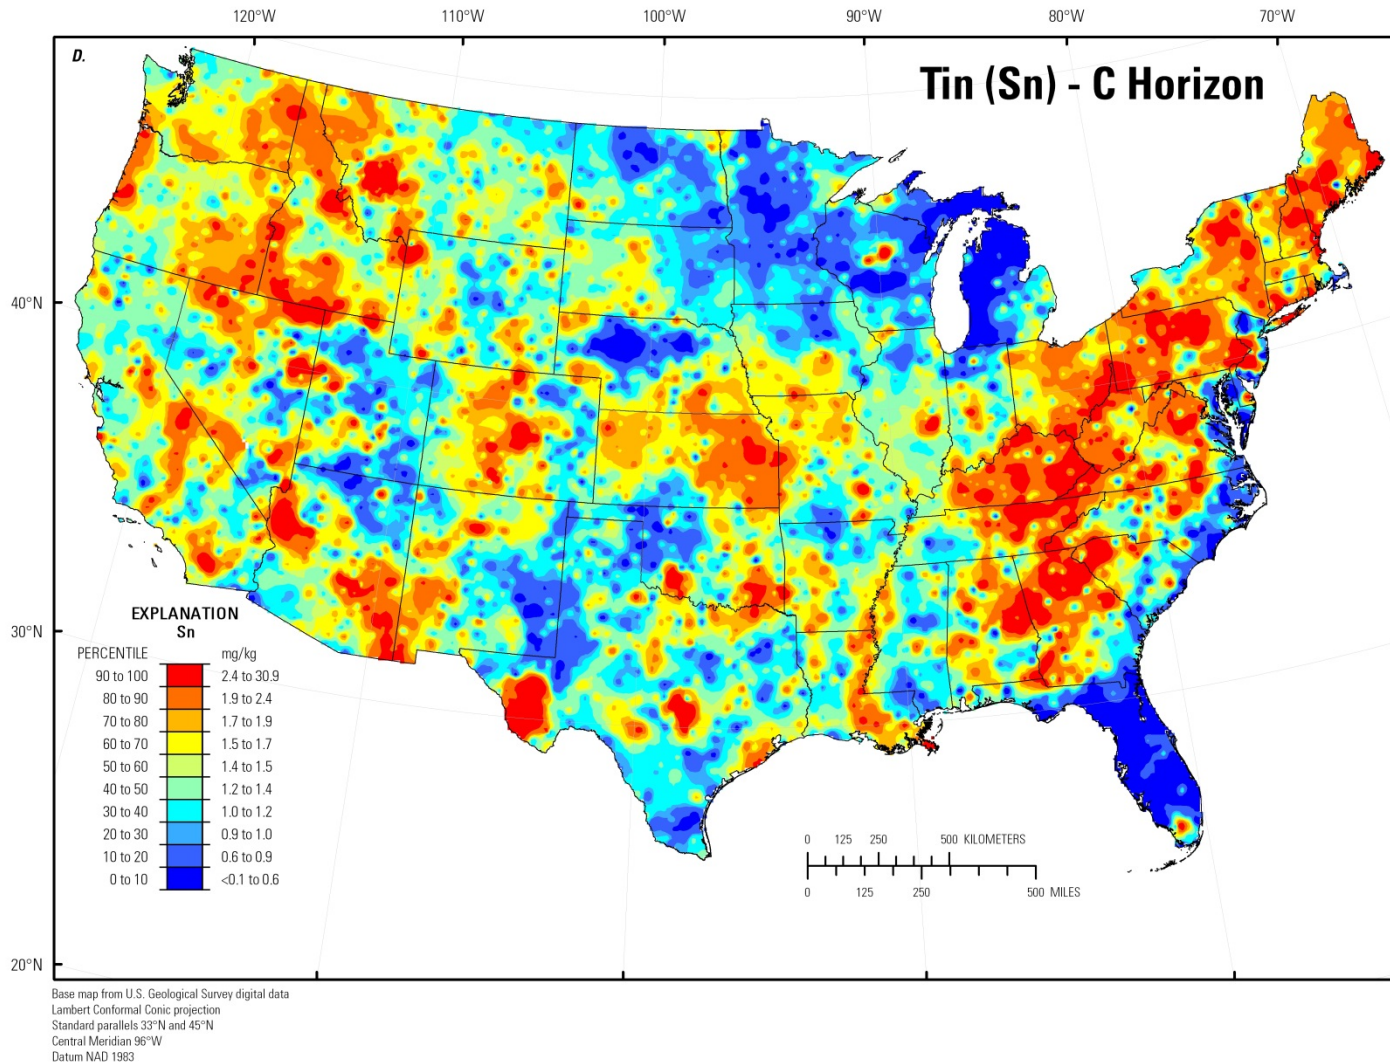 120°W 110°W 100°W 90°W 80°W 70°W
D.
Tin (Sn) - C Horizon
40°N
30°N
20°N
EXPLANATION
Sn
PERCENTILE mg/kg
90 to 100 2.4 to 30.9
80 to 90 1.9 to 2.4
70 to 80 1.7 to 1.9
60 to 70 1.5 to 1.7
50 to 60 1.4 to 1.5
40 to 50 1.2 to 1.4
30 to 40 1.0 to 1.2
20 to 30 0.9 to 1.0
10 to 20 0.6 to 0.9
0 to 10 <0.1 to 0.6
0 125 250 500 KILOMETERS
0 125 250 500 MILES
Base map from U.S. Geological Survey digital data
Lambert Conformal Conic projection
Standard parallels 33°N and 45°N
Central Meridian 96°W
Datum NAD 1983